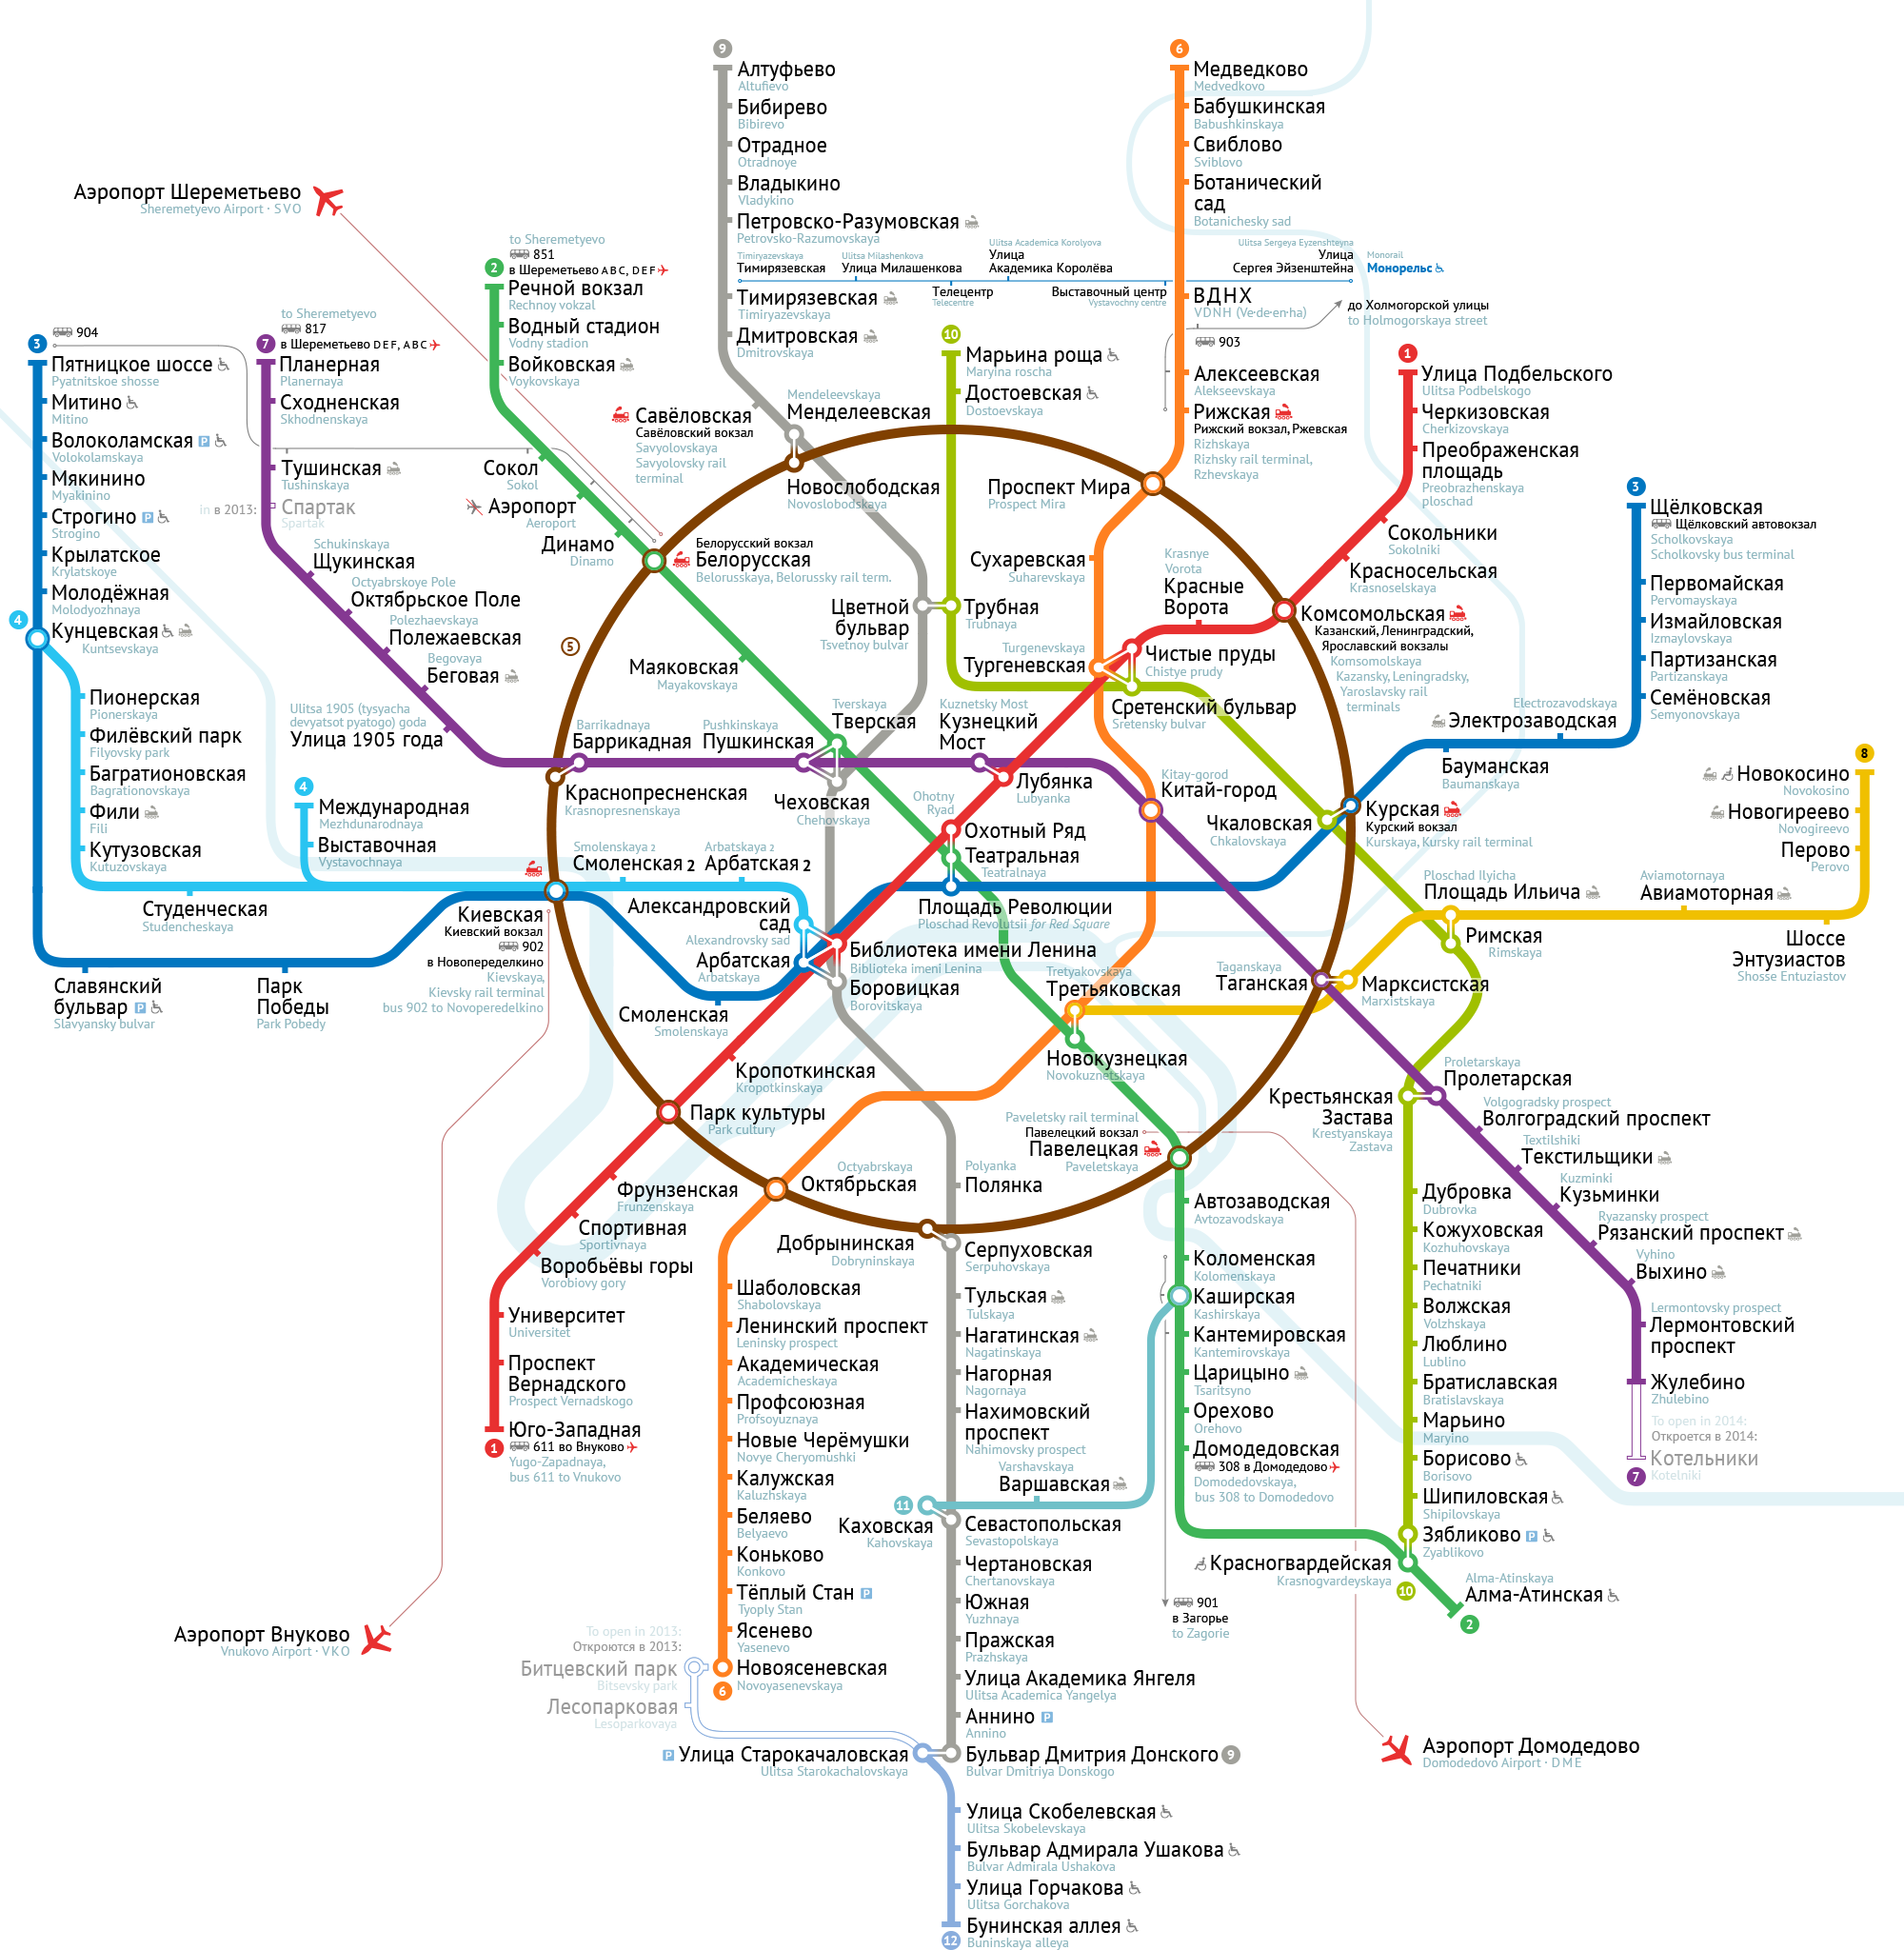 9
Алтуфьево
Altufievo
Бибирево
Bibirevo
Отрадное
Otradnoye
Владыкино
Vladykino
Петровско-Разумовская
Petrovsko-Razumovskaya
Timiryazevskaya
Тимирязевская
Ulitsa Milashenkova
Улица Милашенкова
Ulitsa Academica Korolyova
Улица
Академика Королёва
Телецентр
Telecentre
Выставочный центр
Vystavochny centre
Ulitsa Sergeya Eyzenshteyna
Улица
Сергея Эйзенштейна
Monorail
Монорельс
Тимирязевская
Timiryazevskaya
Дмитровская
Dmitrovskaya
Mendeleevskaya
Менделеевская
6
Медведково
Medvedkovo
Бабушкинская
Babushkinskaya
Свиблово
Sviblovo
Ботанический
сад
Botanichesky sad
ВДНХ
VDNH (Ve·de·en·ha)
до Холмогорской улицы
to Holmogorskaya street
903
Алексеевская
Alekseevskaya
Рижская
Рижский вокзал, Ржевская
Rizhskaya
Rizhsky rail terminal,
Rzhevskaya
Аэропорт Шереметьево
Sheremetyevo Airport · SVO
to Sheremetyevo
851
2
в Шереметьево A B C, D E F
Речной вокзал
Rechnoy vokzal
Водный стадион
Vodny stadion
Войковская
Voykovskaya
Сокол
Sokol
Аэропорт
Aeroport
Динамо
Dinamo
to Sheremetyevo
817
7
в Шереметьево D E F, A B C
Планерная
Planernaya
Сходненская
Skhodnenskaya
Тушинская
Tushinskaya
in в 2013:
Спартак
Spartak
Schukinskaya
Щукинская
Octyabrskoye Pole
Октябрьское Поле
Polezhaevskaya
Полежаевская
Begovaya
Беговая
Ulitsa 1905 (tysyacha
devyatsot pyatogo) goda
Улица 1905 года
904
3
Пятницкое шоссе
Pyatnitskoe shosse
Митино
Mitino
Волоколамская P
Volokolamskaya
Мякинино
Myakinino
Строгино P
Strogino
Крылатское
Krylatskoye
Молодёжная
Molodyozhnaya
4
Кунцевская
Kuntsevskaya
Пионерская
Pionerskaya
Филёвский парк
Filyovsky park
Багратионовская
Bagrationovskaya
Фили
Fili
Кутузовская
Kutuzovskaya
4
Международная
Mezhdunarodnaya
Выставочная
Vystavochnaya
Студенческая
Studencheskaya
Славянский
бульвар P
Slavyansky bulvar
Парк
Победы
Park Pobedy
Савёловская
Савёловский вокзал
Savyolovskaya
Savyolovsky rail
terminal
Новослободская
Novoslobodskaya
Белорусский вокзал
Белорусская
Belorusskaya, Belorussky rail term.
5
Маяковская
Mayakovskaya
10
Марьина роща
Maryina roscha
Достоевская
Dostoevskaya
Проспект Мира
Prospect Mira
Сухаревская
Suharevskaya
Цветной
бульвар
Tsvetnoy bulvar
Трубная
Trubnaya
Turgenevskaya
Тургеневская
Krasnye
Vorota
Красные
Ворота
Чистые пруды
Chistye prudy
Сретенский бульвар
Sretensky bulvar
1
Улица Подбельского
Ulitsa Podbelskogo
Черкизовская
Cherkizovskaya
Преображенская
площадь
Preobrazhenskaya
ploschad
Сокольники
Sokolniki
Красносельская
Krasnoselskaya
Комсомольская
Казанский, Ленинградский,
Ярославский вокзалы
Komsomolskaya
Kazansky, Leningradsky,
Yaroslavsky rail
terminals
3
Щёлковская
Щёлковский автовокзал
Scholkovskaya
Scholkovsky bus terminal
Первомайская
Pervomayskaya
Измайловская
Izmaylovskaya
Партизанская
Partizanskaya
Семёновская
Semyonovskaya
Electrozavodskaya
Электрозаводская
Бауманская
Baumanskaya
Курская
Курский вокзал
Kurskaya, Kursky rail terminal
Чкаловская
Chkalovskaya
8
Новокосино
Novokosino
Новогиреево
Novogireevo
Перово
Perovo
Шоссе
Энтузиастов
Shosse Entuziastov
Aviamotornaya
Авиамоторная
Ploschad Ilyicha
Площадь Ильича
Римская
Rimskaya
Barrikadnaya
Баррикадная
Краснопресненская
Krasnopresnenskaya
Pushkinskaya
Пушкинская
Tverskaya
Тверская
Чеховская
Chehovskaya
Kuznetsky Most
Кузнецкий
Мост
Лубянка
Lubyanka
Kitay-gorod
Китай-город
Ohotny
Ryad
Охотный Ряд
Театральная
Teatralnaya
Площадь Революции
Ploschad Revolutsii for Red Square
Smolenskaya 2
Смоленская 2
Arbatskaya 2
Арбатская 2
Александровский
сад
Alexandrovsky sad
Арбатская
Arbatskaya
Библиотека имени Ленина
Biblioteka imeni Lenina
Боровицкая
Borovitskaya
Смоленская
Smolenskaya
Киевская
Киевский вокзал
902
в Новопеределкино
Kievskaya,
Kievsky rail terminal
bus 902 to Novoperedelkino
Кропоткинская
Kropotkinskaya
Парк культуры
Park cultury
Фрунзенская
Frunzenskaya
Спортивная
Sportivnaya
Воробьёвы горы
Vorobiovy gory
Университет
Universitet
Проспект
Вернадского
Prospect Vernadskogo
Юго-Западная
1
611 во Внуково
Yugo-Zapadnaya,
bus 611 to Vnukovo
Tretyakovskaya
Третьяковская
Новокузнецкая
Novokuznetskaya
Taganskaya
Таганская
Марксистская
Marxistskaya
Proletarskaya
Пролетарская
Крестьянская
Застава
Krestyanskaya
Zastava
Volgogradsky prospect
Волгоградский проспект
Textilshiki
Текстильщики
Kuzminki
Кузьминки
Ryazansky prospect
Рязанский проспект
Vyhino
Выхино
Lermontovsky prospect
Лермонтовский
проспект
Жулебино
Zhulebino
To open in 2014:
Откроется в 2014:
Котельники
Kotelniki
7
Paveletsky rail terminal
Павелецкий вокзал
Павелецкая
Paveletskaya
Octyabrskaya
Октябрьская
Polyanka
Полянка
Добрынинская
Dobryninskaya
Серпуховская
Serpuhovskaya
Тульская
Tulskaya
Нагатинская
Nagatinskaya
Нагорная
Nagornaya
Нахимовский
проспект
Nahimovsky prospect
Varshavskaya
Варшавская
11
Каховская
Kahovskaya
Севастопольская
Sevastopolskaya
Чертановская
Chertanovskaya
Южная
Yuzhnaya
Пражская
Prazhskaya
Улица Академика Янгеля
Ulitsa Academica Yangelya
Аннино P
Annino
Бульвар Дмитрия Донского 9
Bulvar Dmitriya Donskogo
P Улица Старокачаловская
Ulitsa Starokachalovskaya
Улица Скобелевская
Ulitsa Skobelevskaya
Бульвар Адмирала Ушакова
Bulvar Admirala Ushakova
Улица Горчакова
Ulitsa Gorchakova
Бунинская аллея
Buninskaya alleya
12
Шаболовская
Shabolovskaya
Ленинский проспект
Leninsky prospect
Академическая
Academicheskaya
Профсоюзная
Profsoyuznaya
Новые Черёмушки
Novye Cheryomushki
Калужская
Kaluzhskaya
Беляево
Belyaevo
Коньково
Konkovo
Тёплый Стан P
Tyoply Stan
Ясенево
Yasenevo
Новоясеневская
Novoyasenevskaya
6
To open in 2013:
Откроются в 2013:
Битцевский парк
Bitsevsky park
Лесопарковая
Lesoparkovaya
Аэропорт Внуково
Vnukovo Airport · VKO
Автозаводская
Avtozavodskaya
Коломенская
Kolomenskaya
Каширская
Kashirskaya
Кантемировская
Kantemirovskaya
Царицыно
Tsaritsyno
Орехово
Orehovo
Домодедовская
308 в Домодедово
Domodedovskaya,
bus 308 to Domodedovo
Красногвардейская
Krasnogvardeyskaya
Alma-Atinskaya
Алма-Атинская
2
901
в Загорье
to Zagorie
Дубровка
Dubrovka
Кожуховская
Kozhuhovskaya
Печатники
Pechatniki
Волжская
Volzhskaya
Люблино
Lublino
Братиславская
Bratislavskaya
Марьино
Maryino
Борисово
Borisovo
Шипиловская
Shipilovskaya
Зябликово P
Zyablikovo
10
Аэропорт Домодедово
Domodedovo Airport · DME